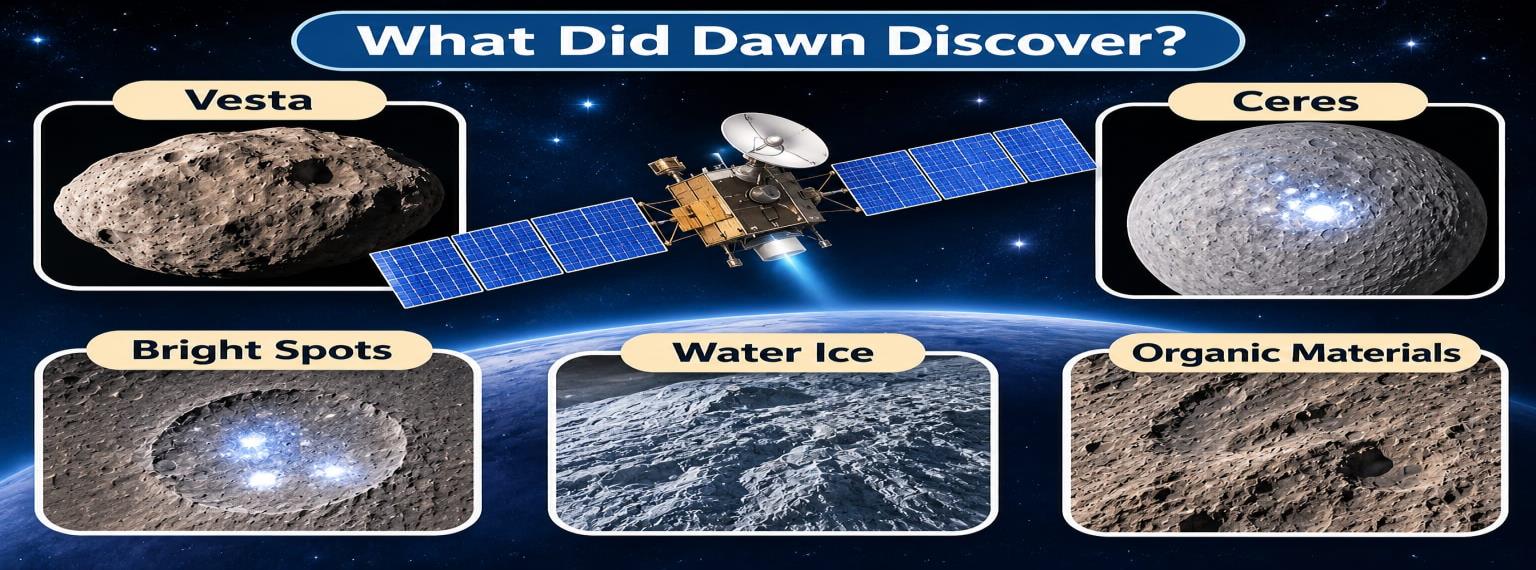 What Did Dawn Discover?
Vesta
Ceres
Bright Spots
Water Ice
Organic Materials